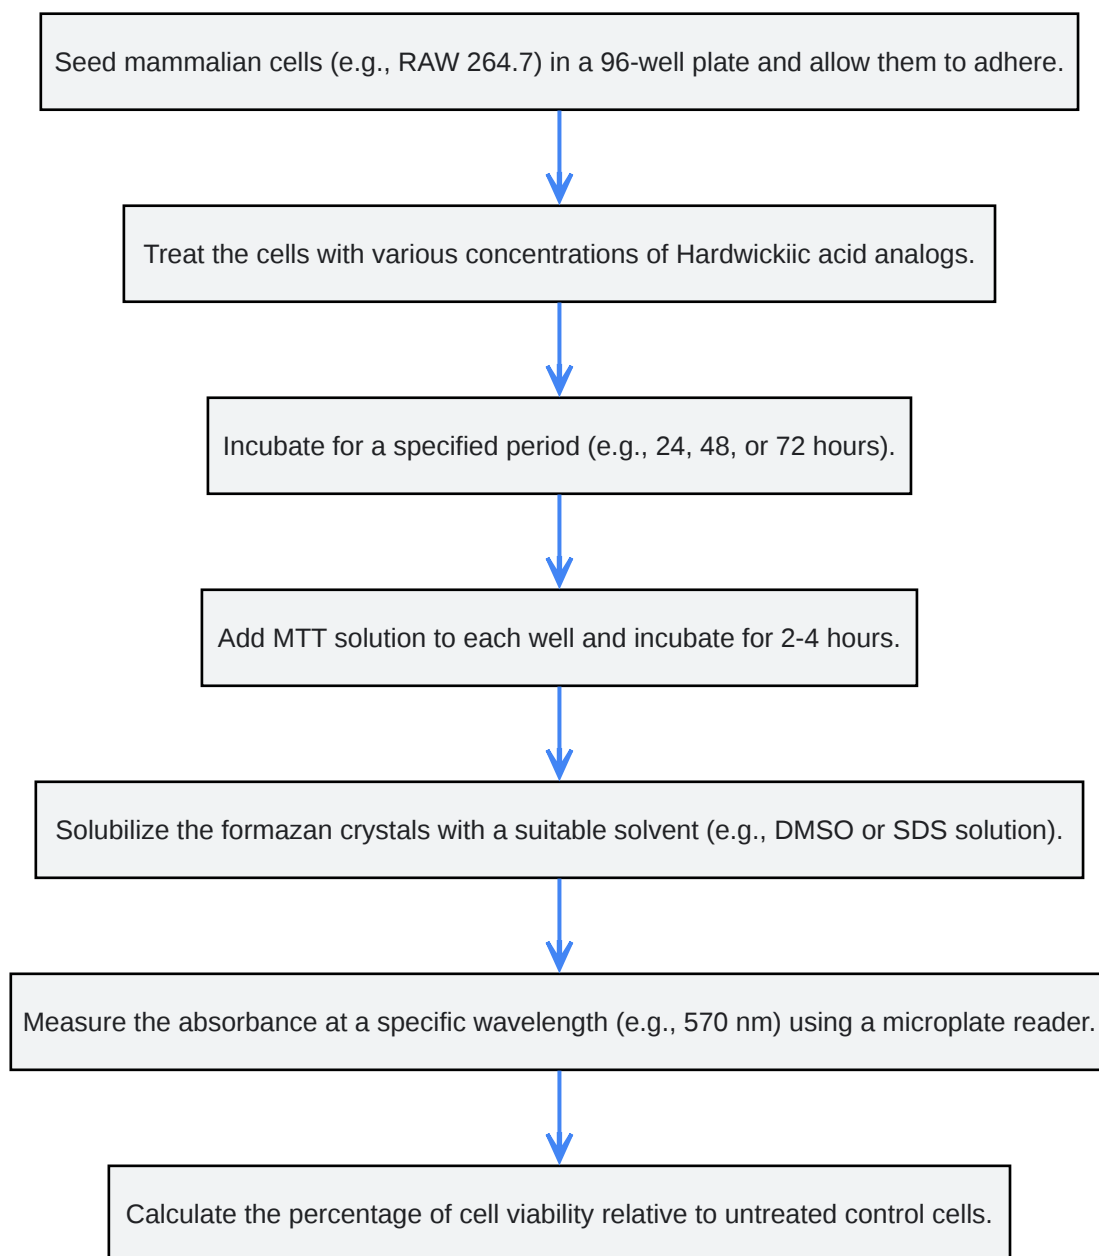 Seed mammalian cells (e.g., RAW 264.7) in a 96-well plate and allow them to adhere.
Treat the cells with various concentrations of Hardwickiic acid analogs.
Incubate for a specified period (e.g., 24, 48, or 72 hours).
Add MTT solution to each well and incubate for 2-4 hours.
Solubilize the formazan crystals with a suitable solvent (e.g., DMSO or SDS solution).
Measure the absorbance at a specific wavelength (e.g., 570 nm) using a microplate reader.
Calculate the percentage of cell viability relative to untreated control cells.